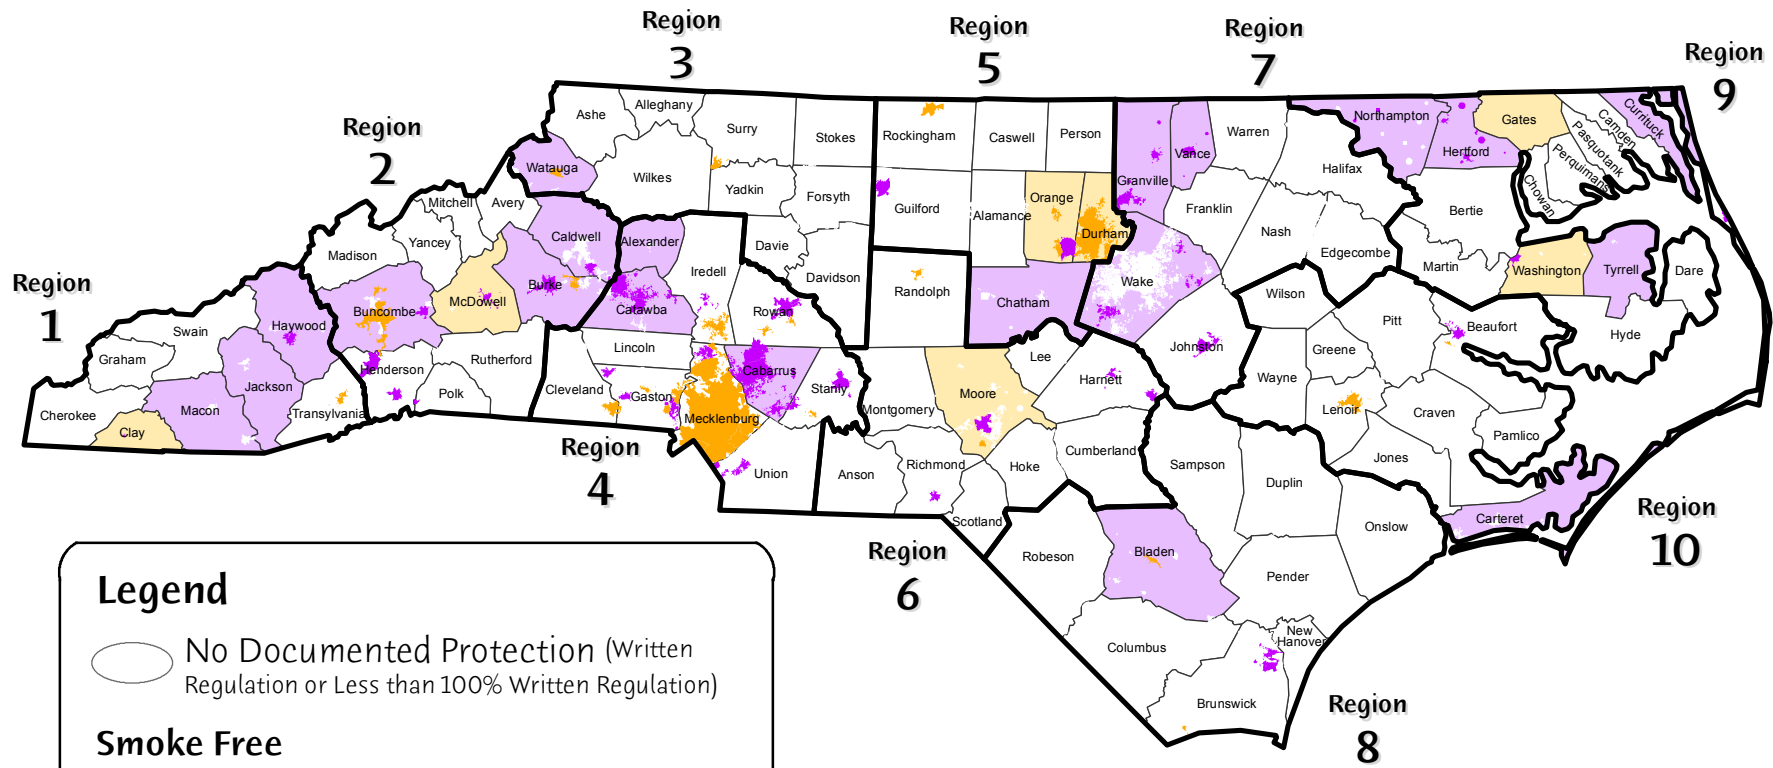 Region
3
Region
5
Region
7
Region
9
Region
2
Region
1
Ashe
Alleghany
Surry
Stokes
Rockingham
Caswell
Person
Warren
Northampton
Gates
Currituck
Camden
Pasquotank
Perquimans
Chowan
Watauga
Wilkes
Yadkin
Forsyth
Guilford
Alamance
Orange
Durham
Granville
Vance
Franklin
Halifax
Hertford
Bertie
Mitchell
Avery
Yancey
Madison
Caldwell
Alexander
Iredell
Davie
Davidson
Randolph
Chatham
Wake
Nash
Edgecombe
Martin
Washington
Tyrrell
Dare
Swain
Haywood
Buncombe
McDowell
Burke
Catawba
Rowan
Wilson
Pitt
Beaufort
Hyde
Graham
Jackson
Henderson
Rutherford
Polk
Lincoln
Cleveland
Gaston
Cabarrus
Stanly
Mecklenburg
Montgomery
Moore
Lee
Harnett
Johnston
Greene
Wayne
Lenoir
Craven
Pamlico
Cherokee
Clay
Macon
Transylvania
Union
Anson
Richmond
Hoke
Cumberland
Scotland
Sampson
Duplin
Jones
Onslow
Carteret
Region
4
Region
6
Region
10
Robeson
Bladen
Pender
Columbus
New
Hanover
Brunswick
Region
8
Legend
No Documented Protection (Written
Regulation or Less than 100% Written Regulation)
Smoke Free